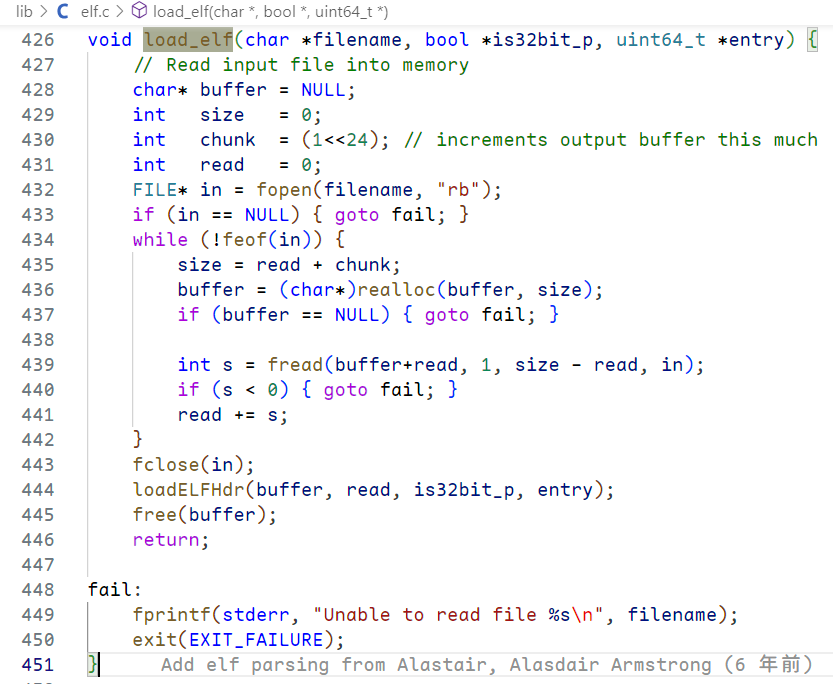 lib > C elf.c > load_elf(char *, bool *, uint64_t *)
426 void load_elf(char *filename, bool *is32bit_p, uint64_t *entry) {
427     // Read input file into memory
428     char* buffer = NULL;
429     int   size   = 0;
430     int   chunk  = (1<<24); // increments output buffer this much
431     int   read   = 0;
432     FILE* in = fopen(filename, "rb");
433     if (in == NULL) { goto fail; }
434     while (!feof(in)) {
435         size = read + chunk;
436         buffer = (char*)realloc(buffer, size);
437         if (buffer == NULL) { goto fail; }
438
439         int s = fread(buffer+read, 1, size - read, in);
440         if (s < 0) { goto fail; }
441         read += s;
442     }
443     fclose(in);
444     loadELFHdr(buffer, read, is32bit_p, entry);
445     free(buffer);
446     return;
447
448 fail:
449     fprintf(stderr, "Unable to read file %s\n", filename);
450     exit(EXIT_FAILURE);
451 }     Add elf parsing from Alastair, Alasdair Armstrong (6 年前)